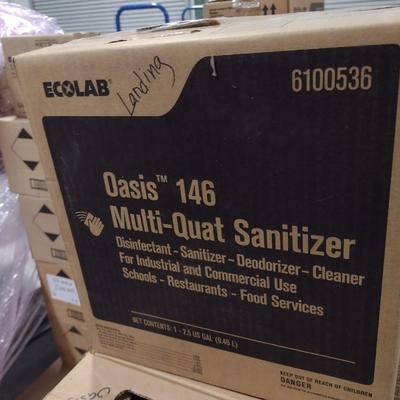 ECOLAB®
Landing
6100536
Oasis™ 146
Multi-Quat Sanitizer
Disinfectant - Sanitizer - Deodorizer - Cleaner
For Industrial and Commercial Use
Schools - Restaurants - Food Services
NET CONTENTS: 1 - 2.5 US GAL (9.46 L)
KEEP OUT OF REACH OF CHILDREN
DANGER